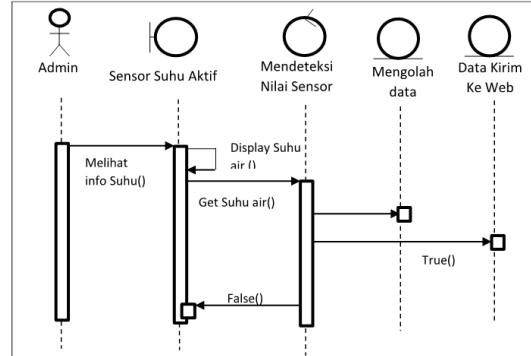 Admin
Sensor Suhu Aktif
Mendeteksi
Nilai Sensor
Mengolah
data
Data Kirim
Ke Web
Melihat
info Suhu()
Display Suhu
air ()
Get Suhu air()
True()
False()